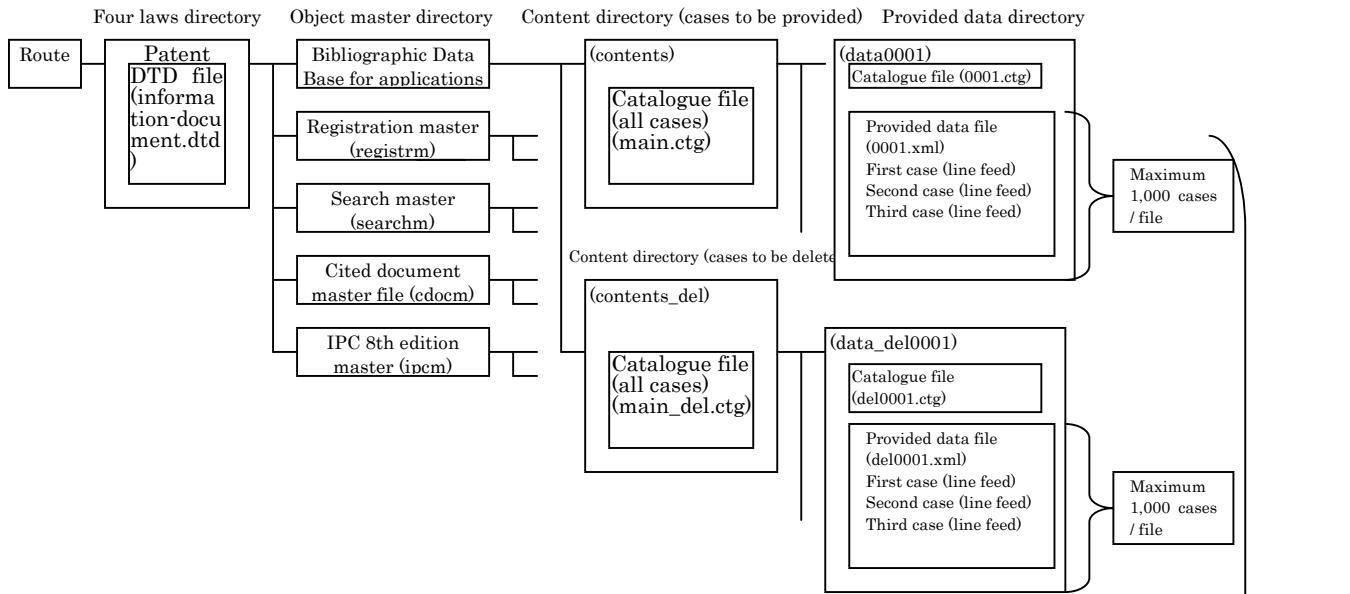 Four laws directory
Object master directory
Content directory (cases to be provided)
Provided data directory
Route
Patent
DTD file
(informa
tion-docu
ment.dtd
)
Bibliographic Data
Base for applications
Registration master
(registrm)
Search master
(searchm)
Cited document
master file (cdocm)
IPC 8th edition
master (ipcm)
(contents)
Catalogue file
(all cases)
(main.ctg)
Content directory (cases to be delete
(contents_del)
Catalogue file
(all cases)
(main_del.ctg)
(data0001)
Catalogue file (0001.ctg)
Provided data file
(0001.xml)
First case (line feed)
Second case (line feed)
Third case (line feed)
Maximum
1,000 cases
/ file
(data_del0001)
Catalogue file
(del0001.ctg)
Provided data file
(del0001.xml)
First case (line feed)
Second case (line feed)
Third case (line feed)
Maximum
1,000 cases
/ file